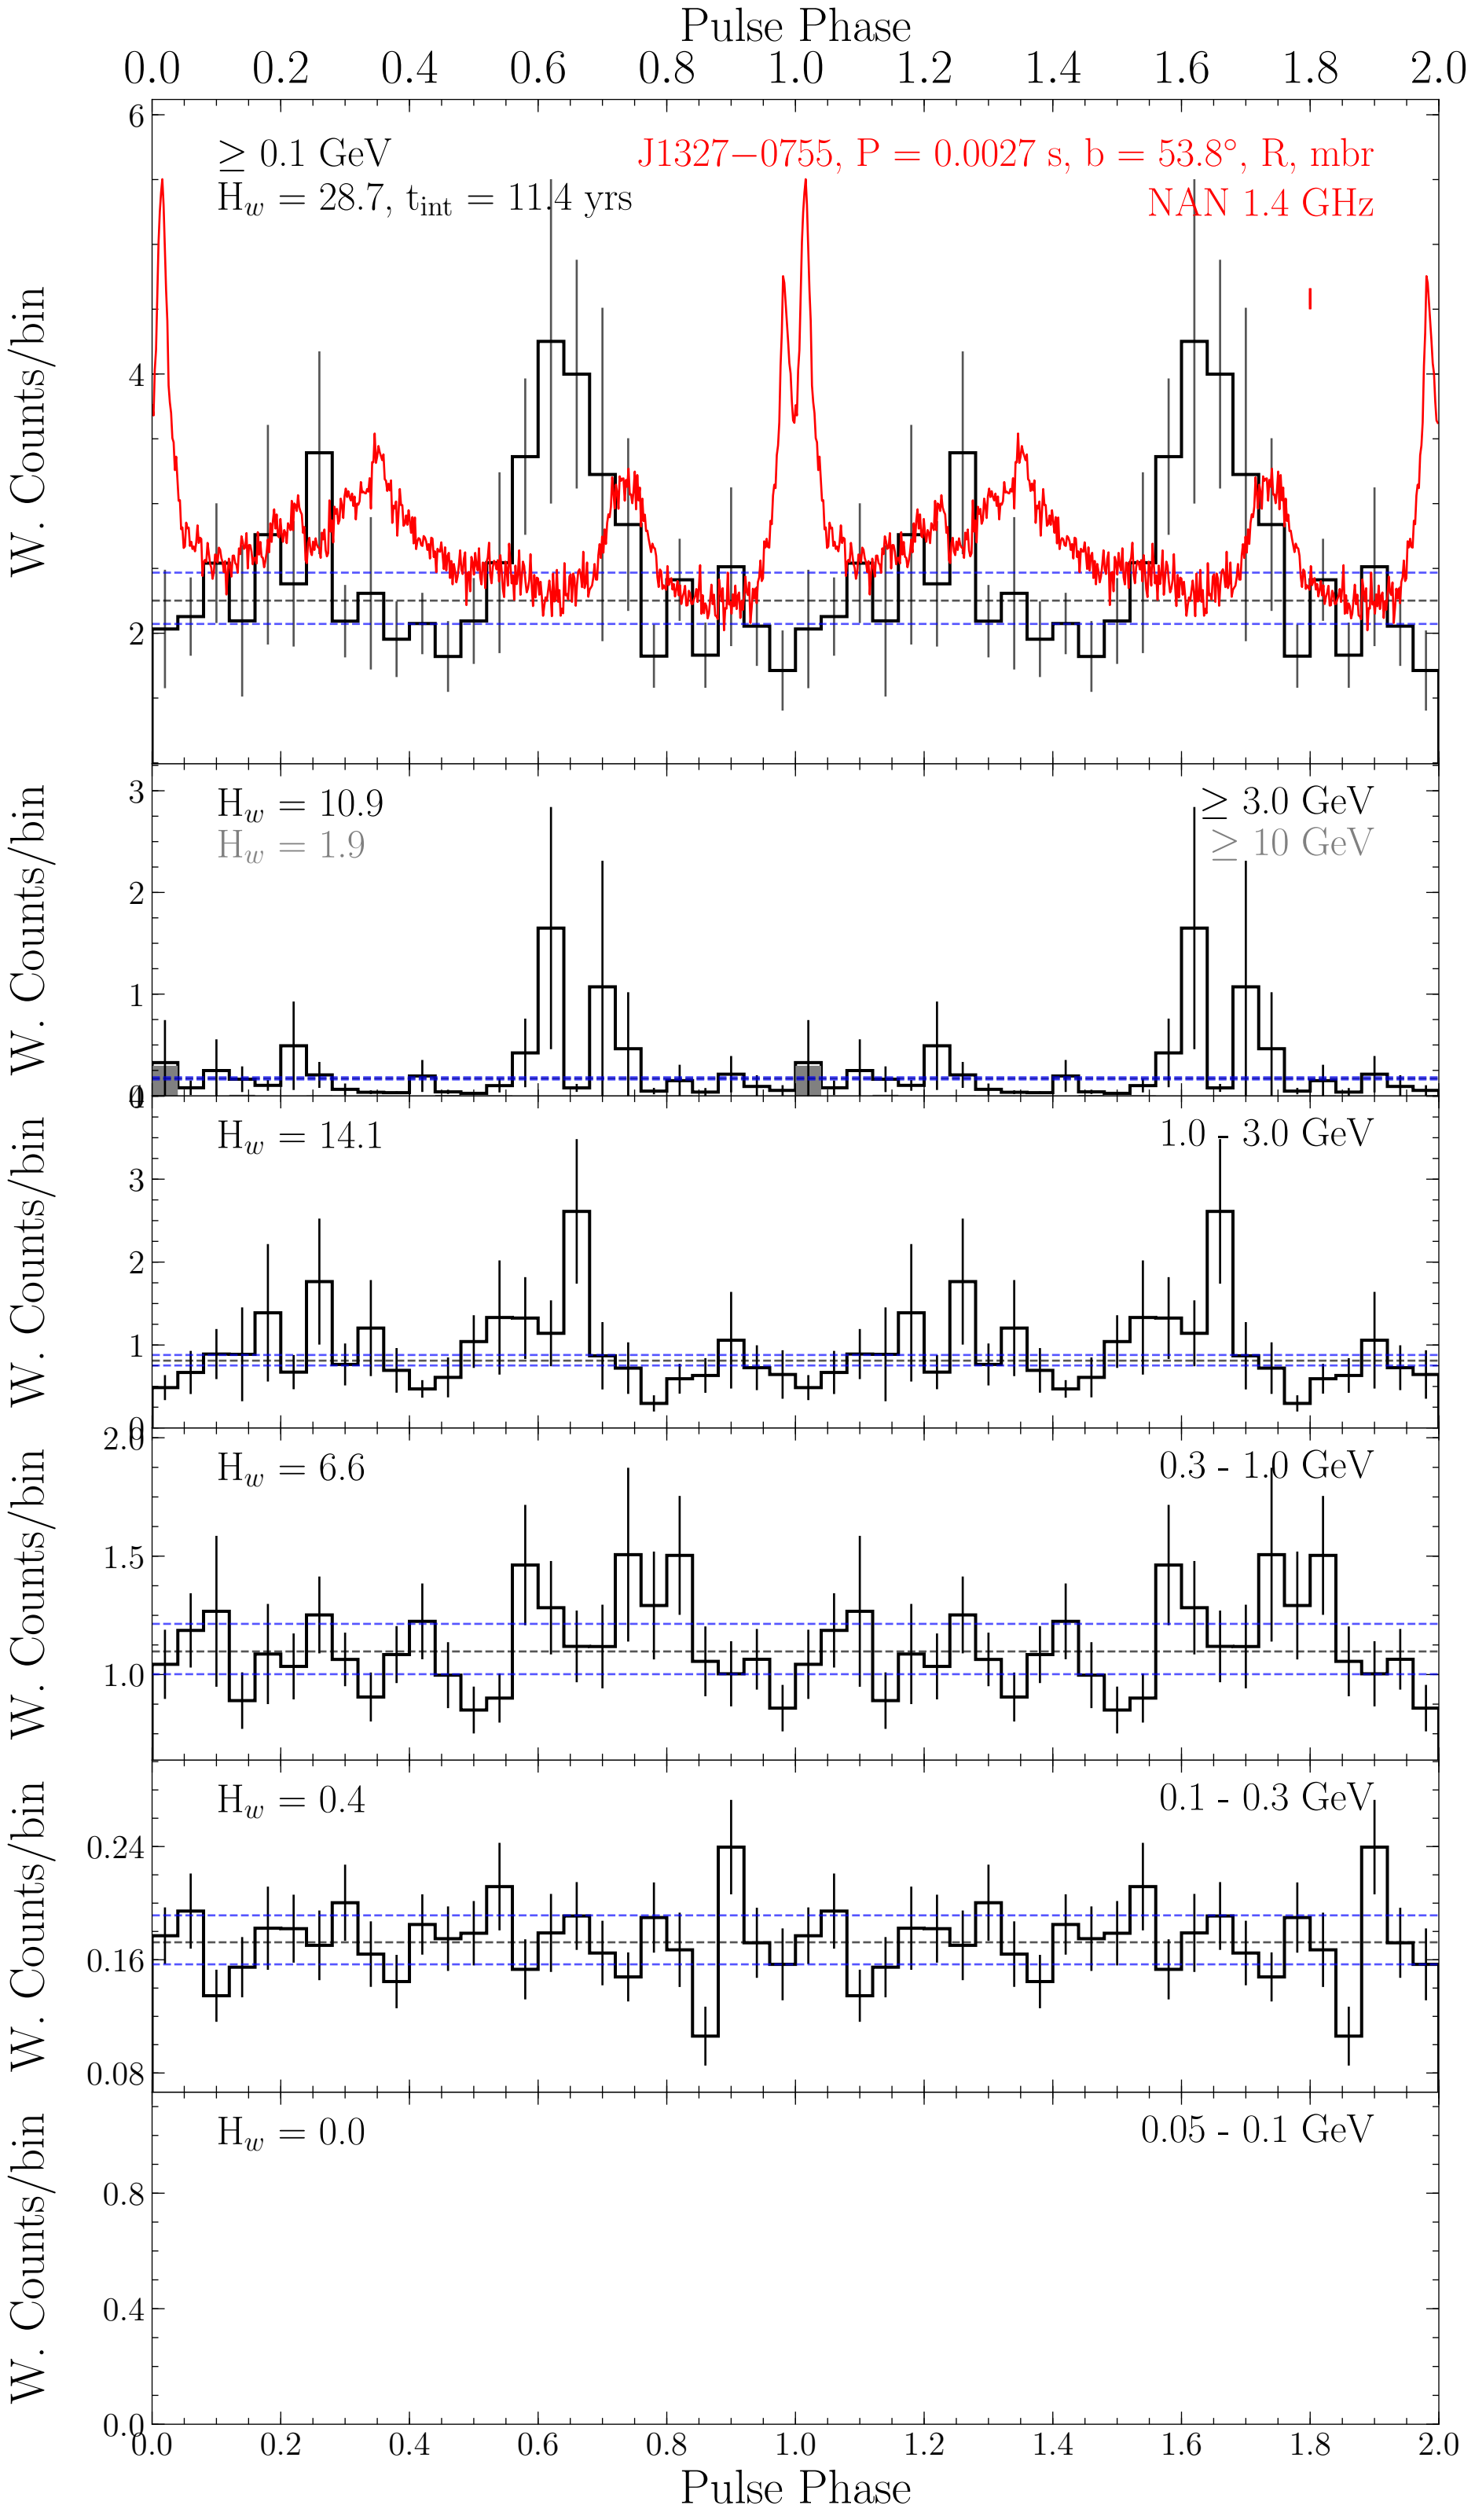 Pulse Phase
0.0 0.2 0.4 0.6 0.8 1.0 1.2 1.4 1.6 1.8 2.0
≥ 0.1 GeV
H_w = 28.7, t_int = 11.4 yrs
J1327−0755, P = 0.0027 s, b = 53.8°, R, mbr
NAN 1.4 GHz
W. Counts/bin
6
4
2
H_w = 10.9
H_w = 1.9
≥ 3.0 GeV
≥ 10 GeV
W. Counts/bin
3
2
1
0
H_w = 14.1
1.0 - 3.0 GeV
W. Counts/bin
4
3
2
1
0
H_w = 6.6
0.3 - 1.0 GeV
W. Counts/bin
2.0
1.5
1.0
H_w = 0.4
0.1 - 0.3 GeV
W. Counts/bin
0.24
0.16
0.08
H_w = 0.0
0.05 - 0.1 GeV
W. Counts/bin
0.8
0.4
0.0
0.0 0.2 0.4 0.6 0.8 1.0 1.2 1.4 1.6 1.8 2.0
Pulse Phase